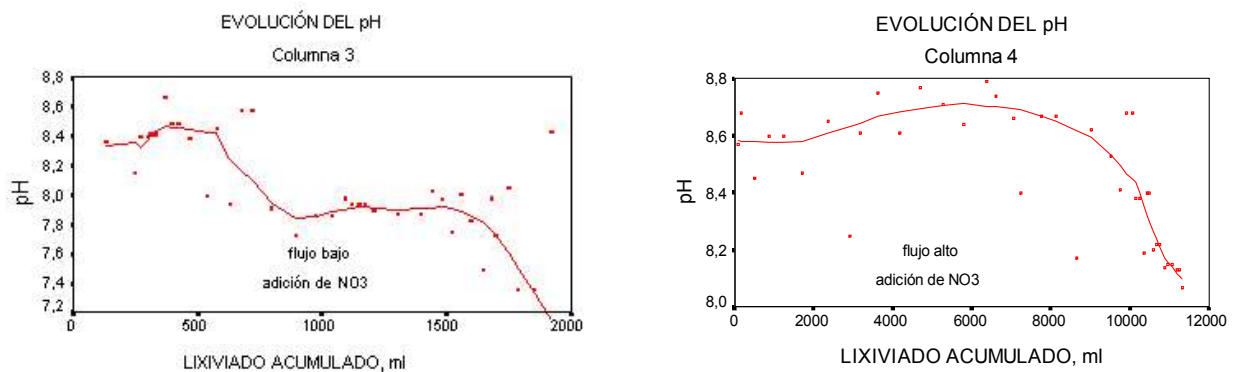 EVOLUCIÓN DEL pH
Columna 3
8,8
8,6
8,4
8,2
8,0
7,8
7,6
7,4
7,2
pH
flujo bajo
adición de NO3
0
500
1000
1500
2000
LIXIVIADO ACUMULADO, ml
EVOLUCIÓN DEL pH
Columna 4
8,8
8,6
8,4
8,2
8,0
pH
flujo alto
adición de NO3
0
2000
4000
6000
8000
10000
12000
LIXIVIADO ACUMULADO, ml